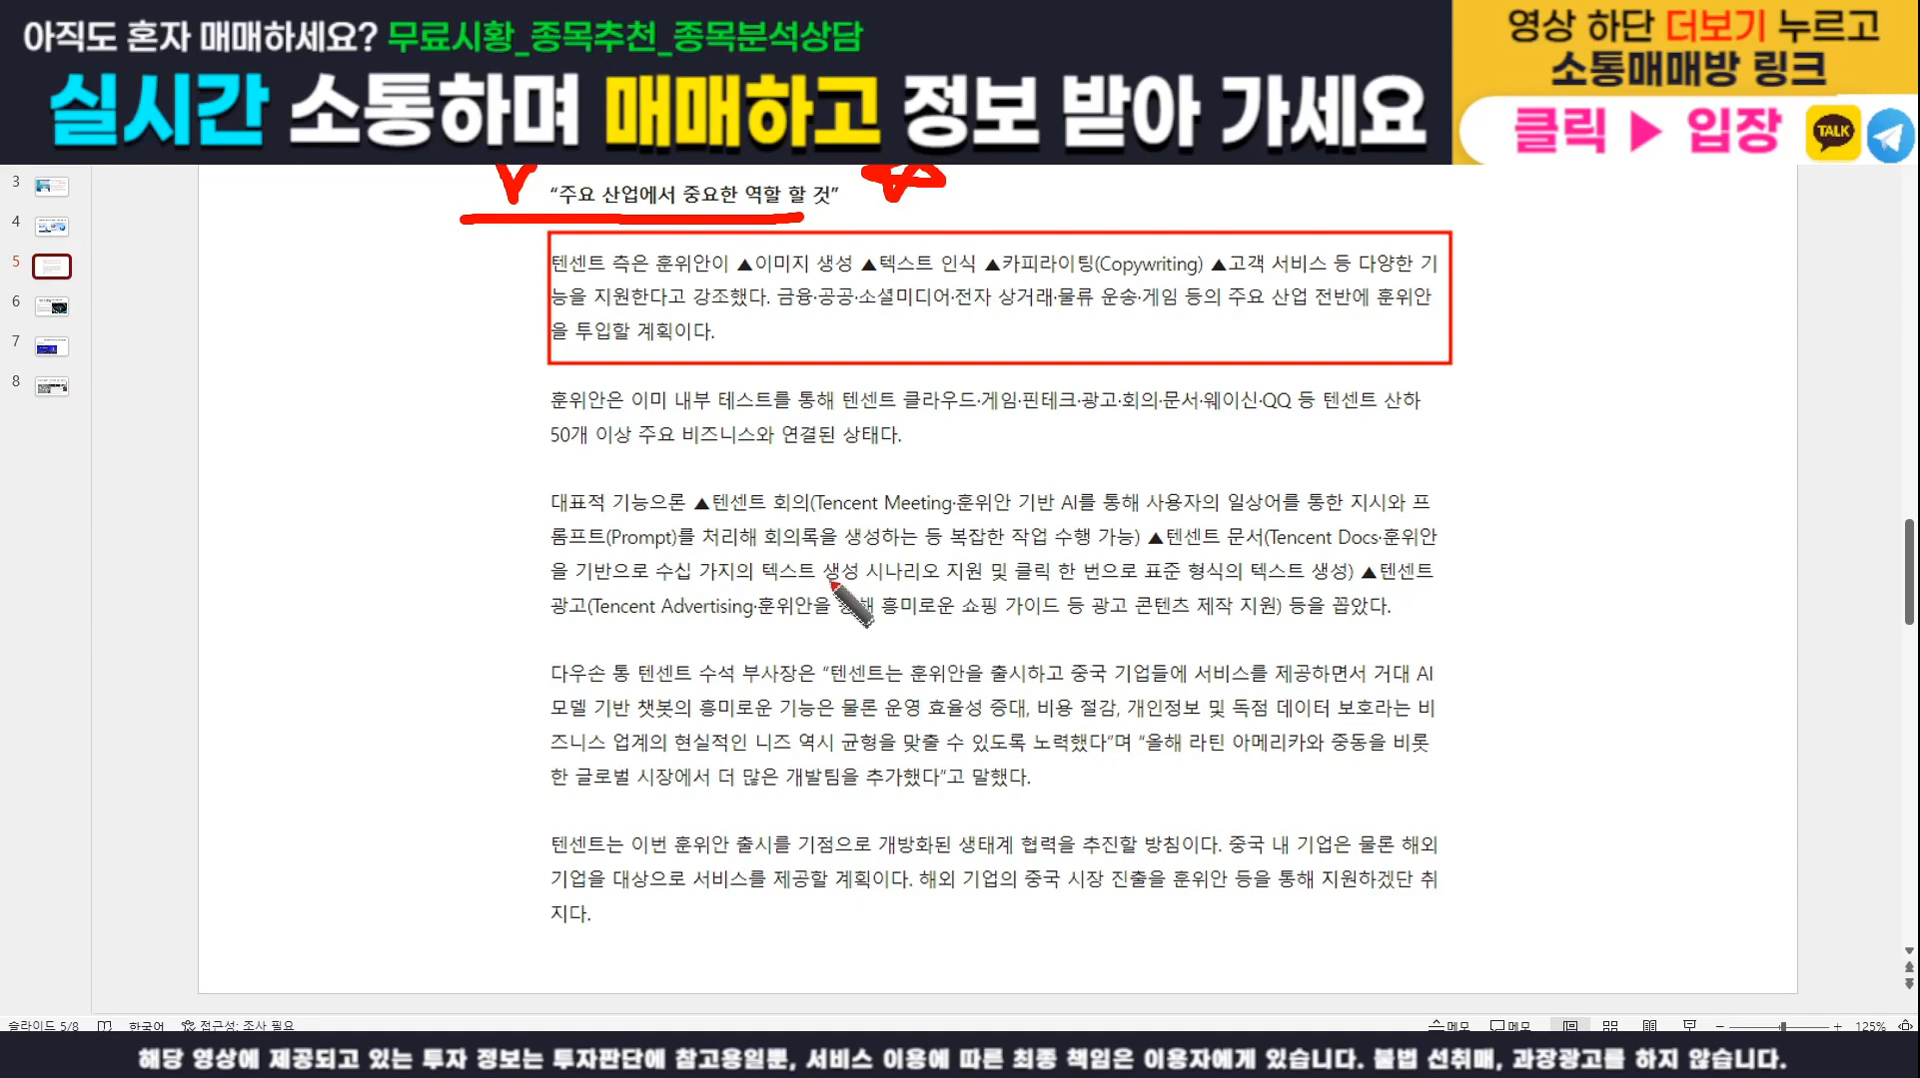 아직도 혼자 매매하세요? 무료시황_종목추천_종목분석상담
실시간 소통하며 매매하고 정보 받아 가세요
영상 하단 더보기 누르고
소통매매방 링크
클릭 ▶ 입장
TALK
3
4
5
6
7
8
“주요 산업에서 중요한 역할 할 것”
텐센트 측은 훈위안이 ▲이미지 생성 ▲텍스트 인식 ▲카피라이팅(Copywriting) ▲고객 서비스 등 다양한 기
능을 지원한다고 강조했다. 금융·공공·소셜미디어·전자 상거래·물류 운송·게임 등의 주요 산업 전반에 훈위안
을 투입할 계획이다.
훈위안은 이미 내부 테스트를 통해 텐센트 클라우드·게임·핀테크·광고·회의·문서·웨이신·QQ 등 텐센트 산하
50개 이상 주요 비즈니스와 연결된 상태다.
대표적 기능으론 ▲텐센트 회의(Tencent Meeting·훈위안 기반 AI를 통해 사용자의 일상어를 통한 지시와 프
롬프트(Prompt)를 처리해 회의록을 생성하는 등 복잡한 작업 수행 가능) ▲텐센트 문서(Tencent Docs·훈위안
을 기반으로 수십 가지의 텍스트 생성 시나리오 지원 및 클릭 한 번으로 표준 형식의 텍스트 생성) ▲텐센트
광고(Tencent Advertising·훈위안을 통해 흥미로운 쇼핑 가이드 등 광고 콘텐츠 제작 지원) 등을 꼽았다.
다우손 통 텐센트 수석 부사장은 “텐센트는 훈위안을 출시하고 중국 기업들에 서비스를 제공하면서 거대 AI
모델 기반 챗봇의 흥미로운 기능은 물론 운영 효율성 증대, 비용 절감, 개인정보 및 독점 데이터 보호라는 비
즈니스 업계의 현실적인 니즈 역시 균형을 맞출 수 있도록 노력했다”며 “올해 라틴 아메리카와 중동을 비롯
한 글로벌 시장에서 더 많은 개발팀을 추가했다”고 말했다.
텐센트는 이번 훈위안 출시를 기점으로 개방화된 생태계 협력을 추진할 방침이다. 중국 내 기업은 물론 해외
기업을 대상으로 서비스를 제공할 계획이다. 해외 기업의 중국 시장 진출을 훈위안 등을 통해 지원하겠단 취
지다.
슬라이드 5/8 한국어 접근성: 조사 필요 메모 메모 125%
해당 영상에 제공되고 있는 투자 정보는 투자판단에 참고용일뿐, 서비스 이용에 따른 최종 책임은 이용자에게 있습니다. 불법 선취매, 과장광고를 하지 않습니다.